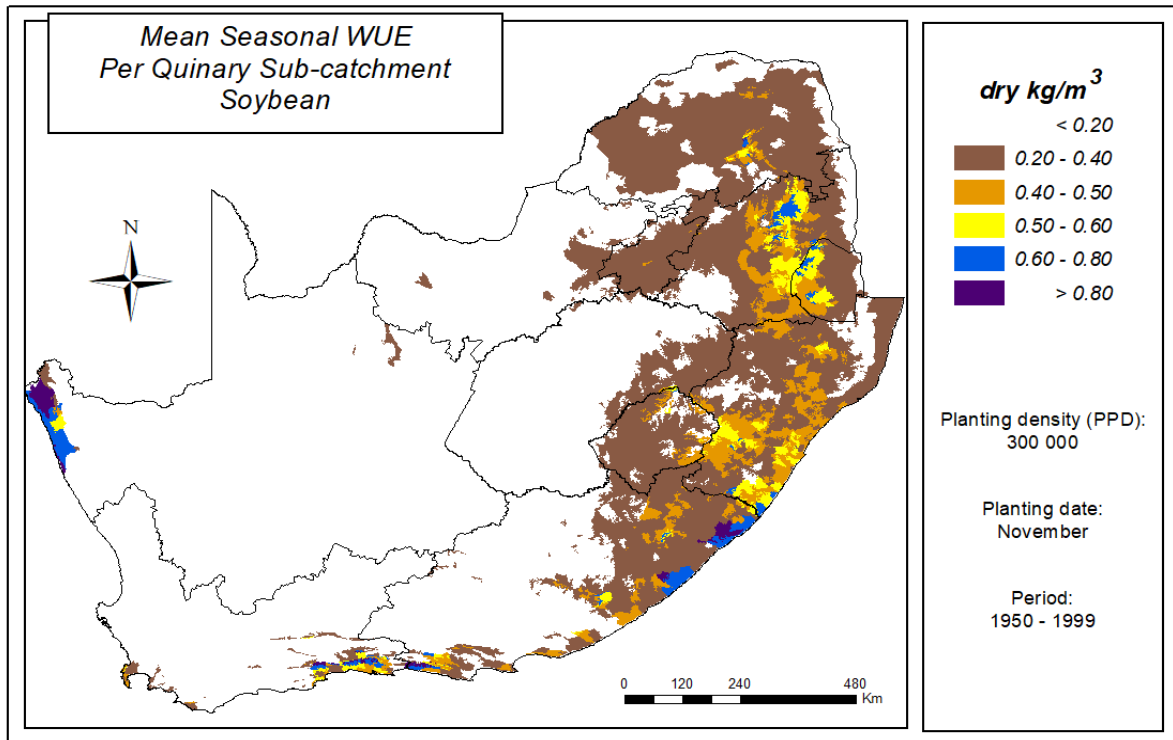 Mean Seasonal WUE
Per Quinary Sub-catchment
Soybean
N
dry kg/m³
< 0.20
0.20 - 0.40
0.40 - 0.50
0.50 - 0.60
0.60 - 0.80
> 0.80
Planting density (PPD):
300 000
Planting date:
November
Period:
1950 - 1999
0 120 240 480
Km